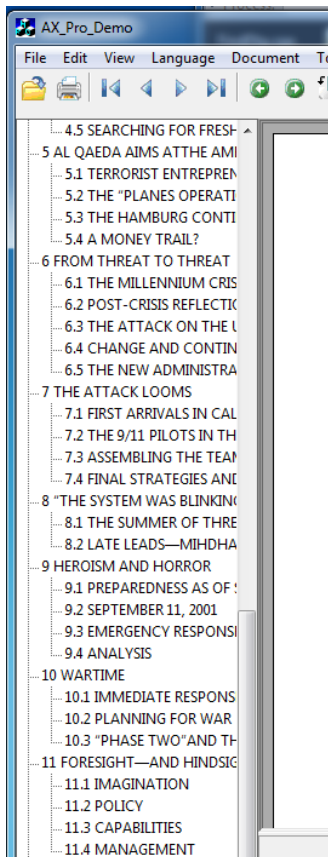 AX_Pro_Demo
File Edit View Language Document To
4.5 SEARCHING FOR FRESH
5 AL QAEDA AIMS ATTHE AM
5.1 TERRORIST ENTREPREN
5.2 THE "PLANES OPERATI
5.3 THE HAMBURG CONTI
5.4 A MONEY TRAIL?
6 FROM THREAT TO THREAT
6.1 THE MILLENNIUM CRIS
6.2 POST-CRISIS REFLECTIO
6.3 THE ATTACK ON THE U
6.4 CHANGE AND CONTIN
6.5 THE NEW ADMINISTRA
7 THE ATTACK LOOMS
7.1 FIRST ARRIVALS IN CAL
7.2 THE 9/11 PILOTS IN TH
7.3 ASSEMBLING THE TEAM
7.4 FINAL STRATEGIES AND
8 "THE SYSTEM WAS BLINKING
8.1 THE SUMMER OF THRE
8.2 LATE LEADS—MIHDHA
9 HEROISM AND HORROR
9.1 PREPAREDNESS AS OF S
9.2 SEPTEMBER 11, 2001
9.3 EMERGENCY RESPONSI
9.4 ANALYSIS
10 WARTIME
10.1 IMMEDIATE RESPONS
10.2 PLANNING FOR WAR
10.3 "PHASE TWO"AND TH
11 FORESIGHT—AND HINDSIG
11.1 IMAGINATION
11.2 POLICY
11.3 CAPABILITIES
11.4 MANAGEMENT